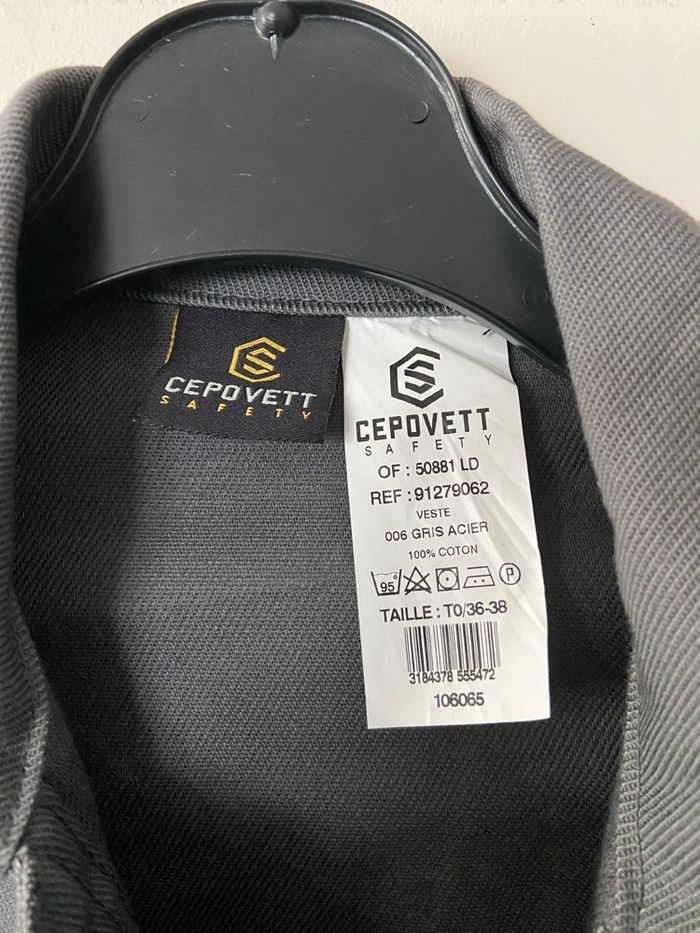 CEPOVETT
SAFETY
CEPOVETT
SAFETY
OF : 50881 LD
REF : 91279062
VESTE
006 GRIS ACIER
100% COTON
95° P
TAILLE : T0/36-38
3184378 555472
106065